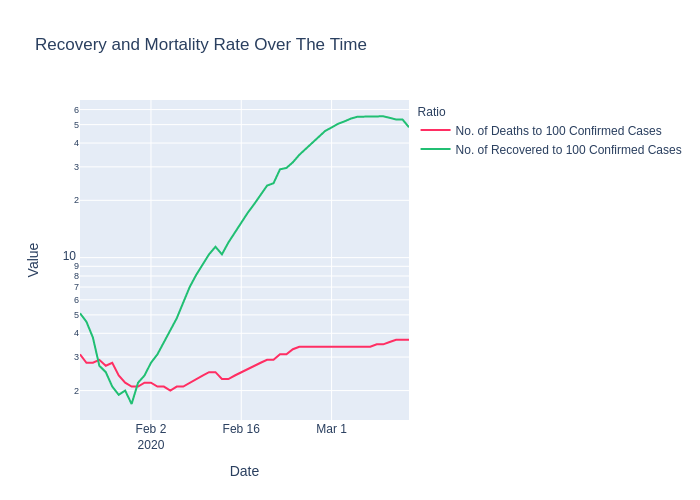 Recovery and Mortality Rate Over The Time
Ratio
No. of Deaths to 100 Confirmed Cases
No. of Recovered to 100 Confirmed Cases
Value
6
5
4
3
2
10
9
8
7
6
5
4
3
2
Feb 2
2020
Feb 16
Mar 1
Date